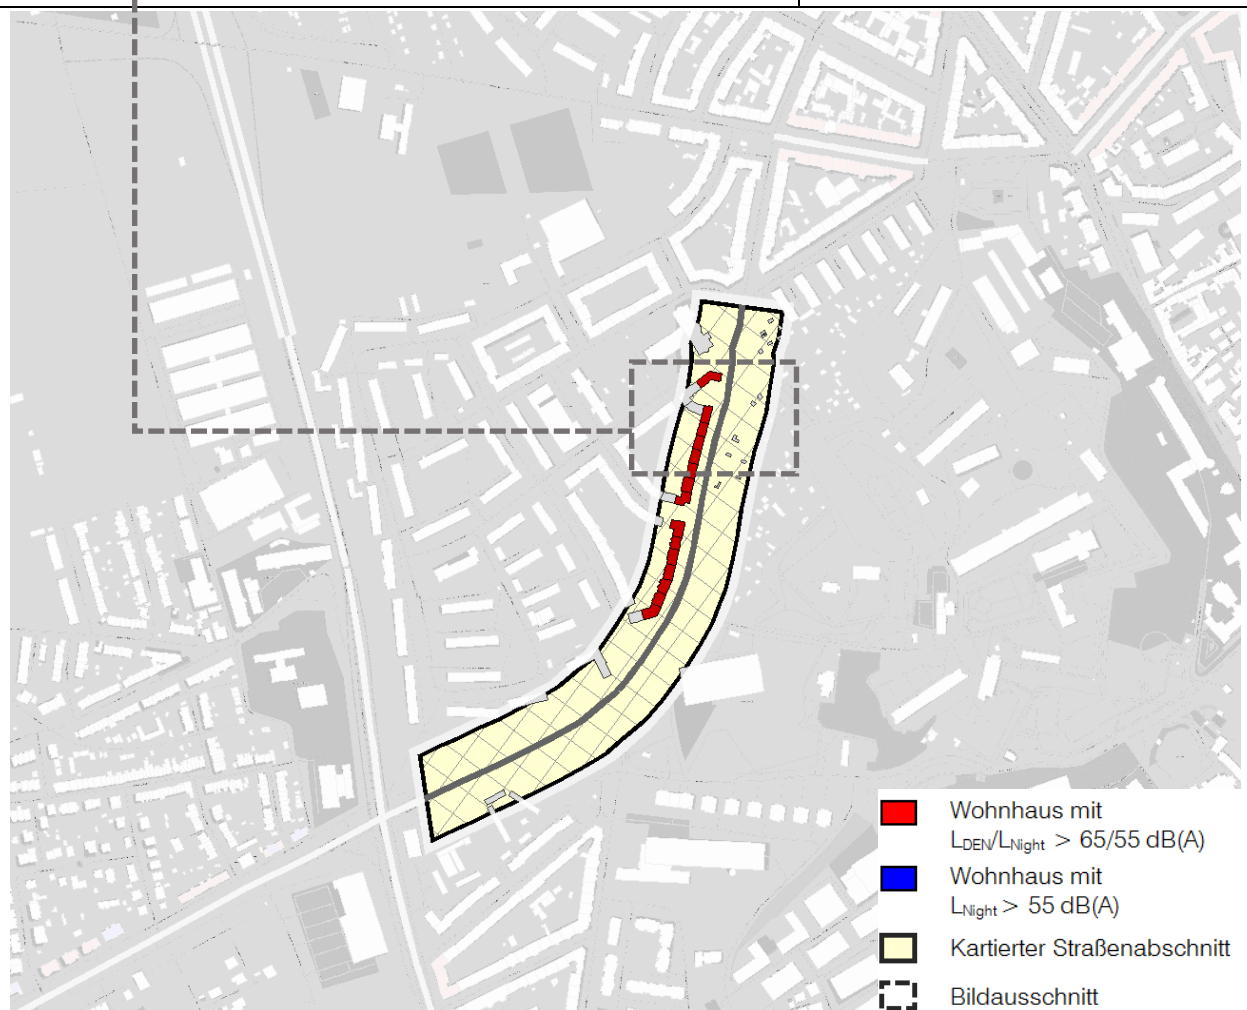 Wohnhaus mit
LDEN/LNight > 65/55 dB(A)
Wohnhaus mit
LNight > 55 dB(A)
Kartierter Straßenabschnitt
Bildausschnitt